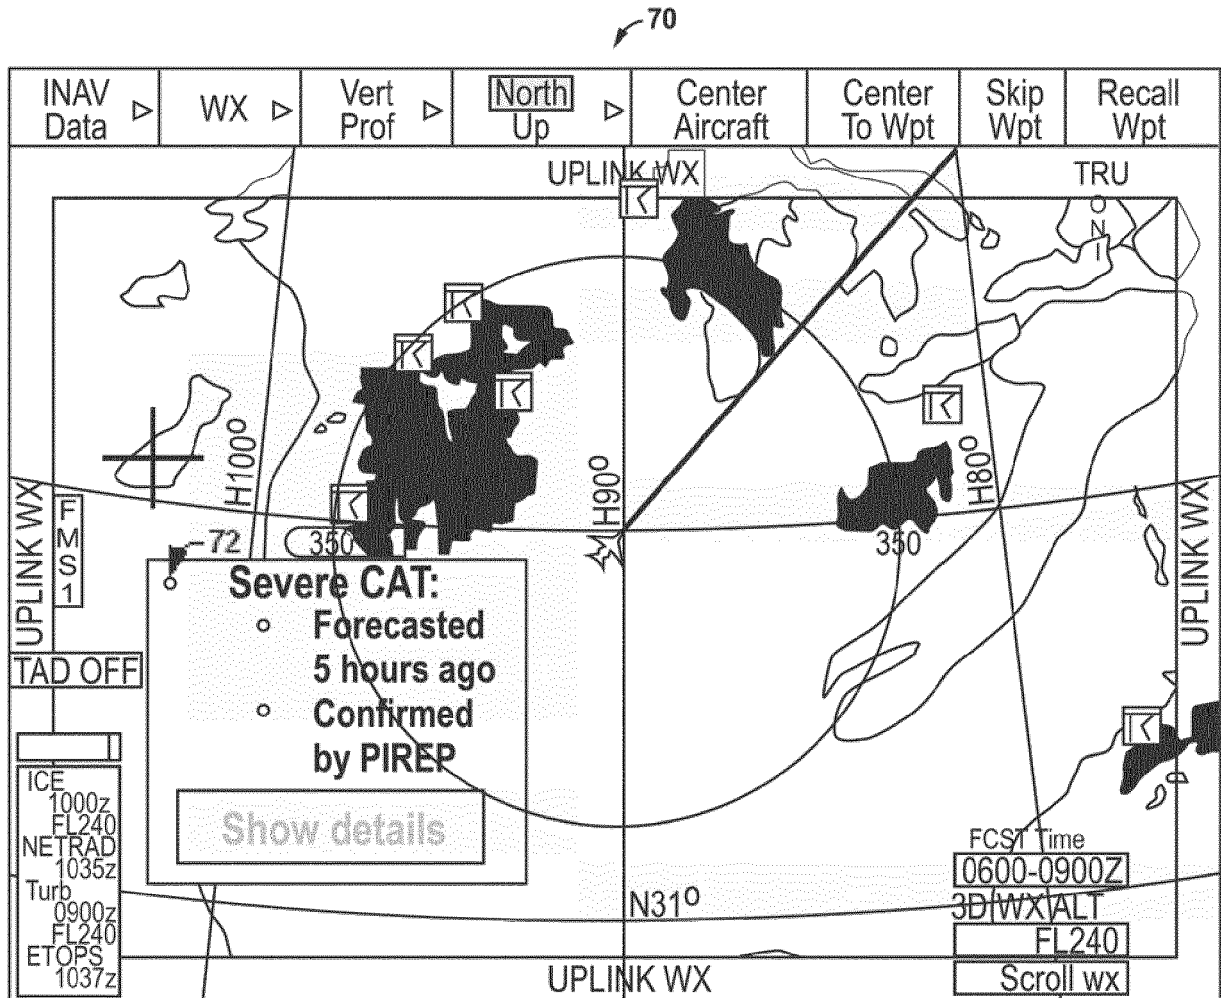 70
INAV
Data
WX
Vert
Prof
North
Up
Center
Aircraft
Center
To Wpt
Skip
Wpt
Recall
Wpt
UPLINK WX
TRU
ONI
H100°
H90°
H80°
UPLINK WX
FMS1
72
350
350
UPLINK WX
Severe CAT:
Forecasted
5 hours ago
Confirmed
by PIREP
Show details
TAD OFF
ICE
1000z
FL240
NETRAD
1035z
Turb
0900z
FL240
ETOPS
1037z
N31°
FCST Time
0600-0900Z
3D WX ALT
FL240
Scroll wx
UPLINK WX